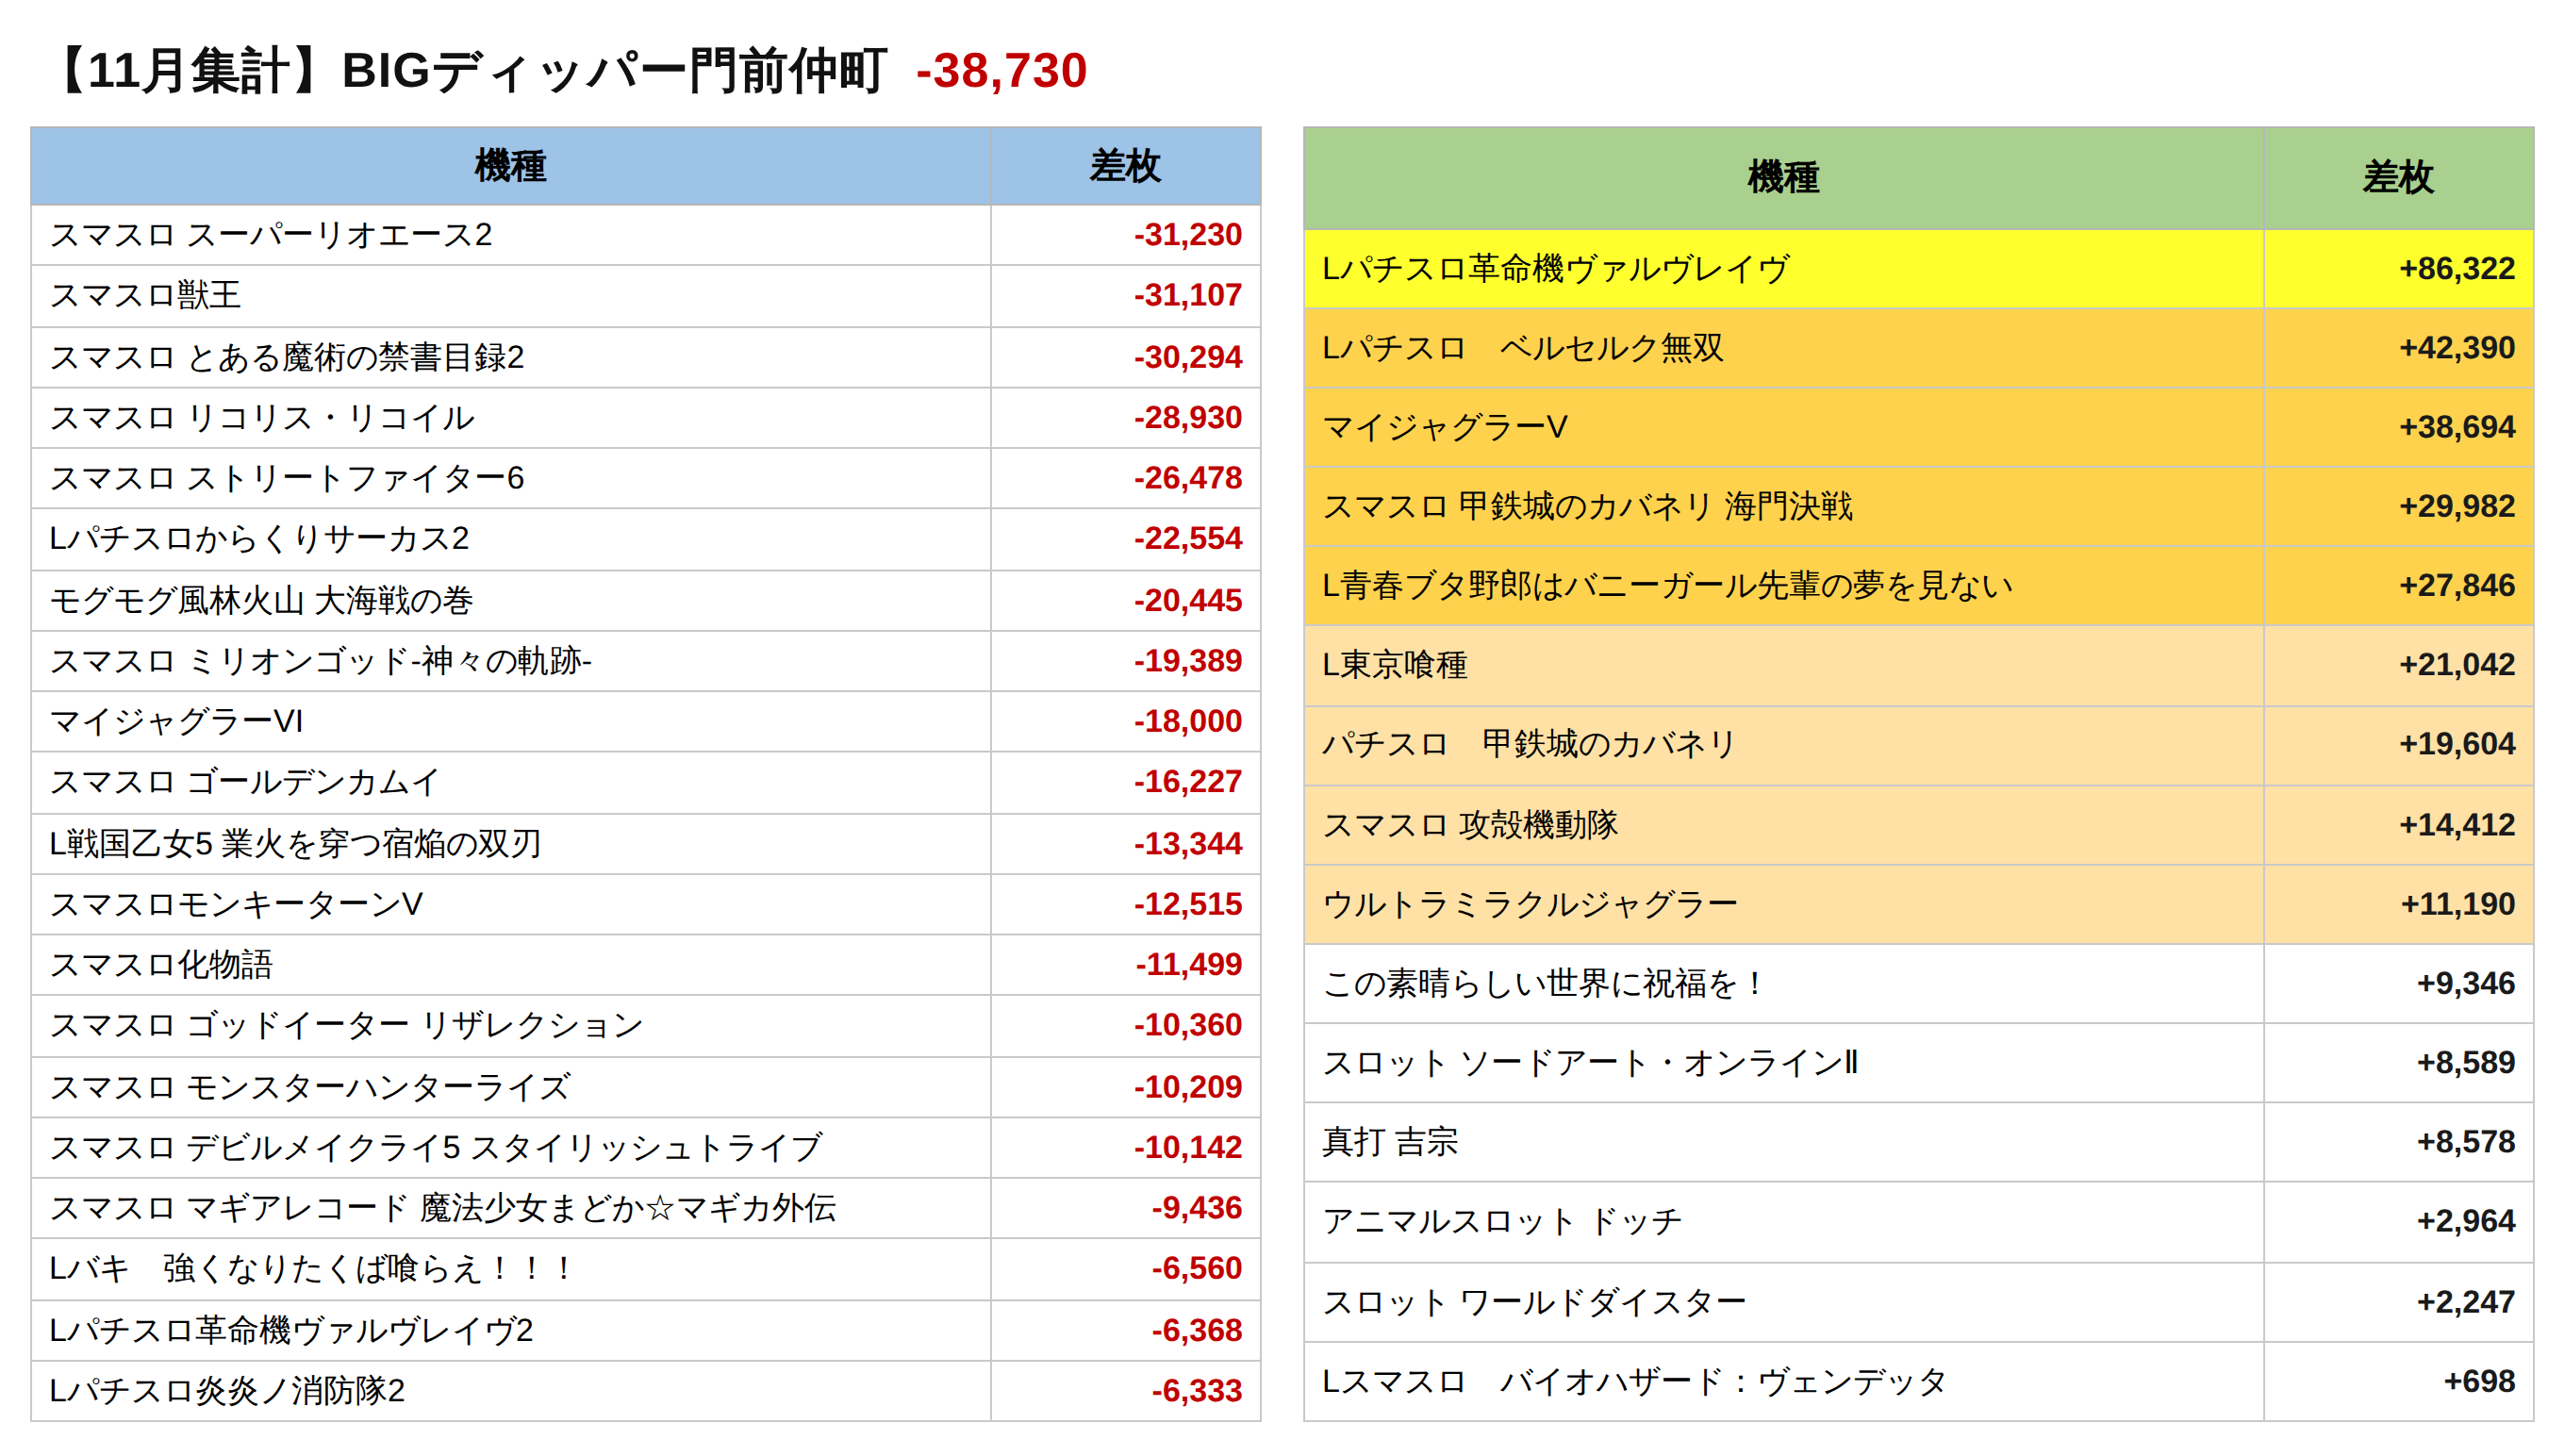 【11月集計】BIGディッパー門前仲町 -38,730
機種 差枚
スマスロ スーパーリオエース2 -31,230
スマスロ獣王 -31,107
スマスロ とある魔術の禁書目録2 -30,294
スマスロ リコリス・リコイル -28,930
スマスロ ストリートファイター6 -26,478
Lパチスロからくりサーカス2 -22,554
モグモグ風林火山 大海戦の巻 -20,445
スマスロ ミリオンゴッド-神々の軌跡- -19,389
マイジャグラーVI -18,000
スマスロ ゴールデンカムイ -16,227
L戦国乙女5 業火を穿つ宿焔の双刃 -13,344
スマスロモンキーターンV -12,515
スマスロ化物語 -11,499
スマスロ ゴッドイーター リザレクション -10,360
スマスロ モンスターハンターライズ -10,209
スマスロ デビルメイクライ5 スタイリッシュトライブ -10,142
スマスロ マギアレコード 魔法少女まどか☆マギカ外伝 -9,436
Lバキ　強くなりたくば喰らえ！！！ -6,560
Lパチスロ革命機ヴァルヴレイヴ2 -6,368
Lパチスロ炎炎ノ消防隊2 -6,333
機種 差枚
Lパチスロ革命機ヴァルヴレイヴ +86,322
Lパチスロ　ベルセルク無双 +42,390
マイジャグラーV +38,694
スマスロ 甲鉄城のカバネリ 海門決戦 +29,982
L青春ブタ野郎はバニーガール先輩の夢を見ない +27,846
L東京喰種 +21,042
パチスロ　甲鉄城のカバネリ +19,604
スマスロ 攻殻機動隊 +14,412
ウルトラミラクルジャグラー +11,190
この素晴らしい世界に祝福を！ +9,346
スロット ソードアート・オンラインⅡ +8,589
真打 吉宗 +8,578
アニマルスロット ドッチ +2,964
スロット ワールドダイスター +2,247
Lスマスロ　バイオハザード：ヴェンデッタ +698